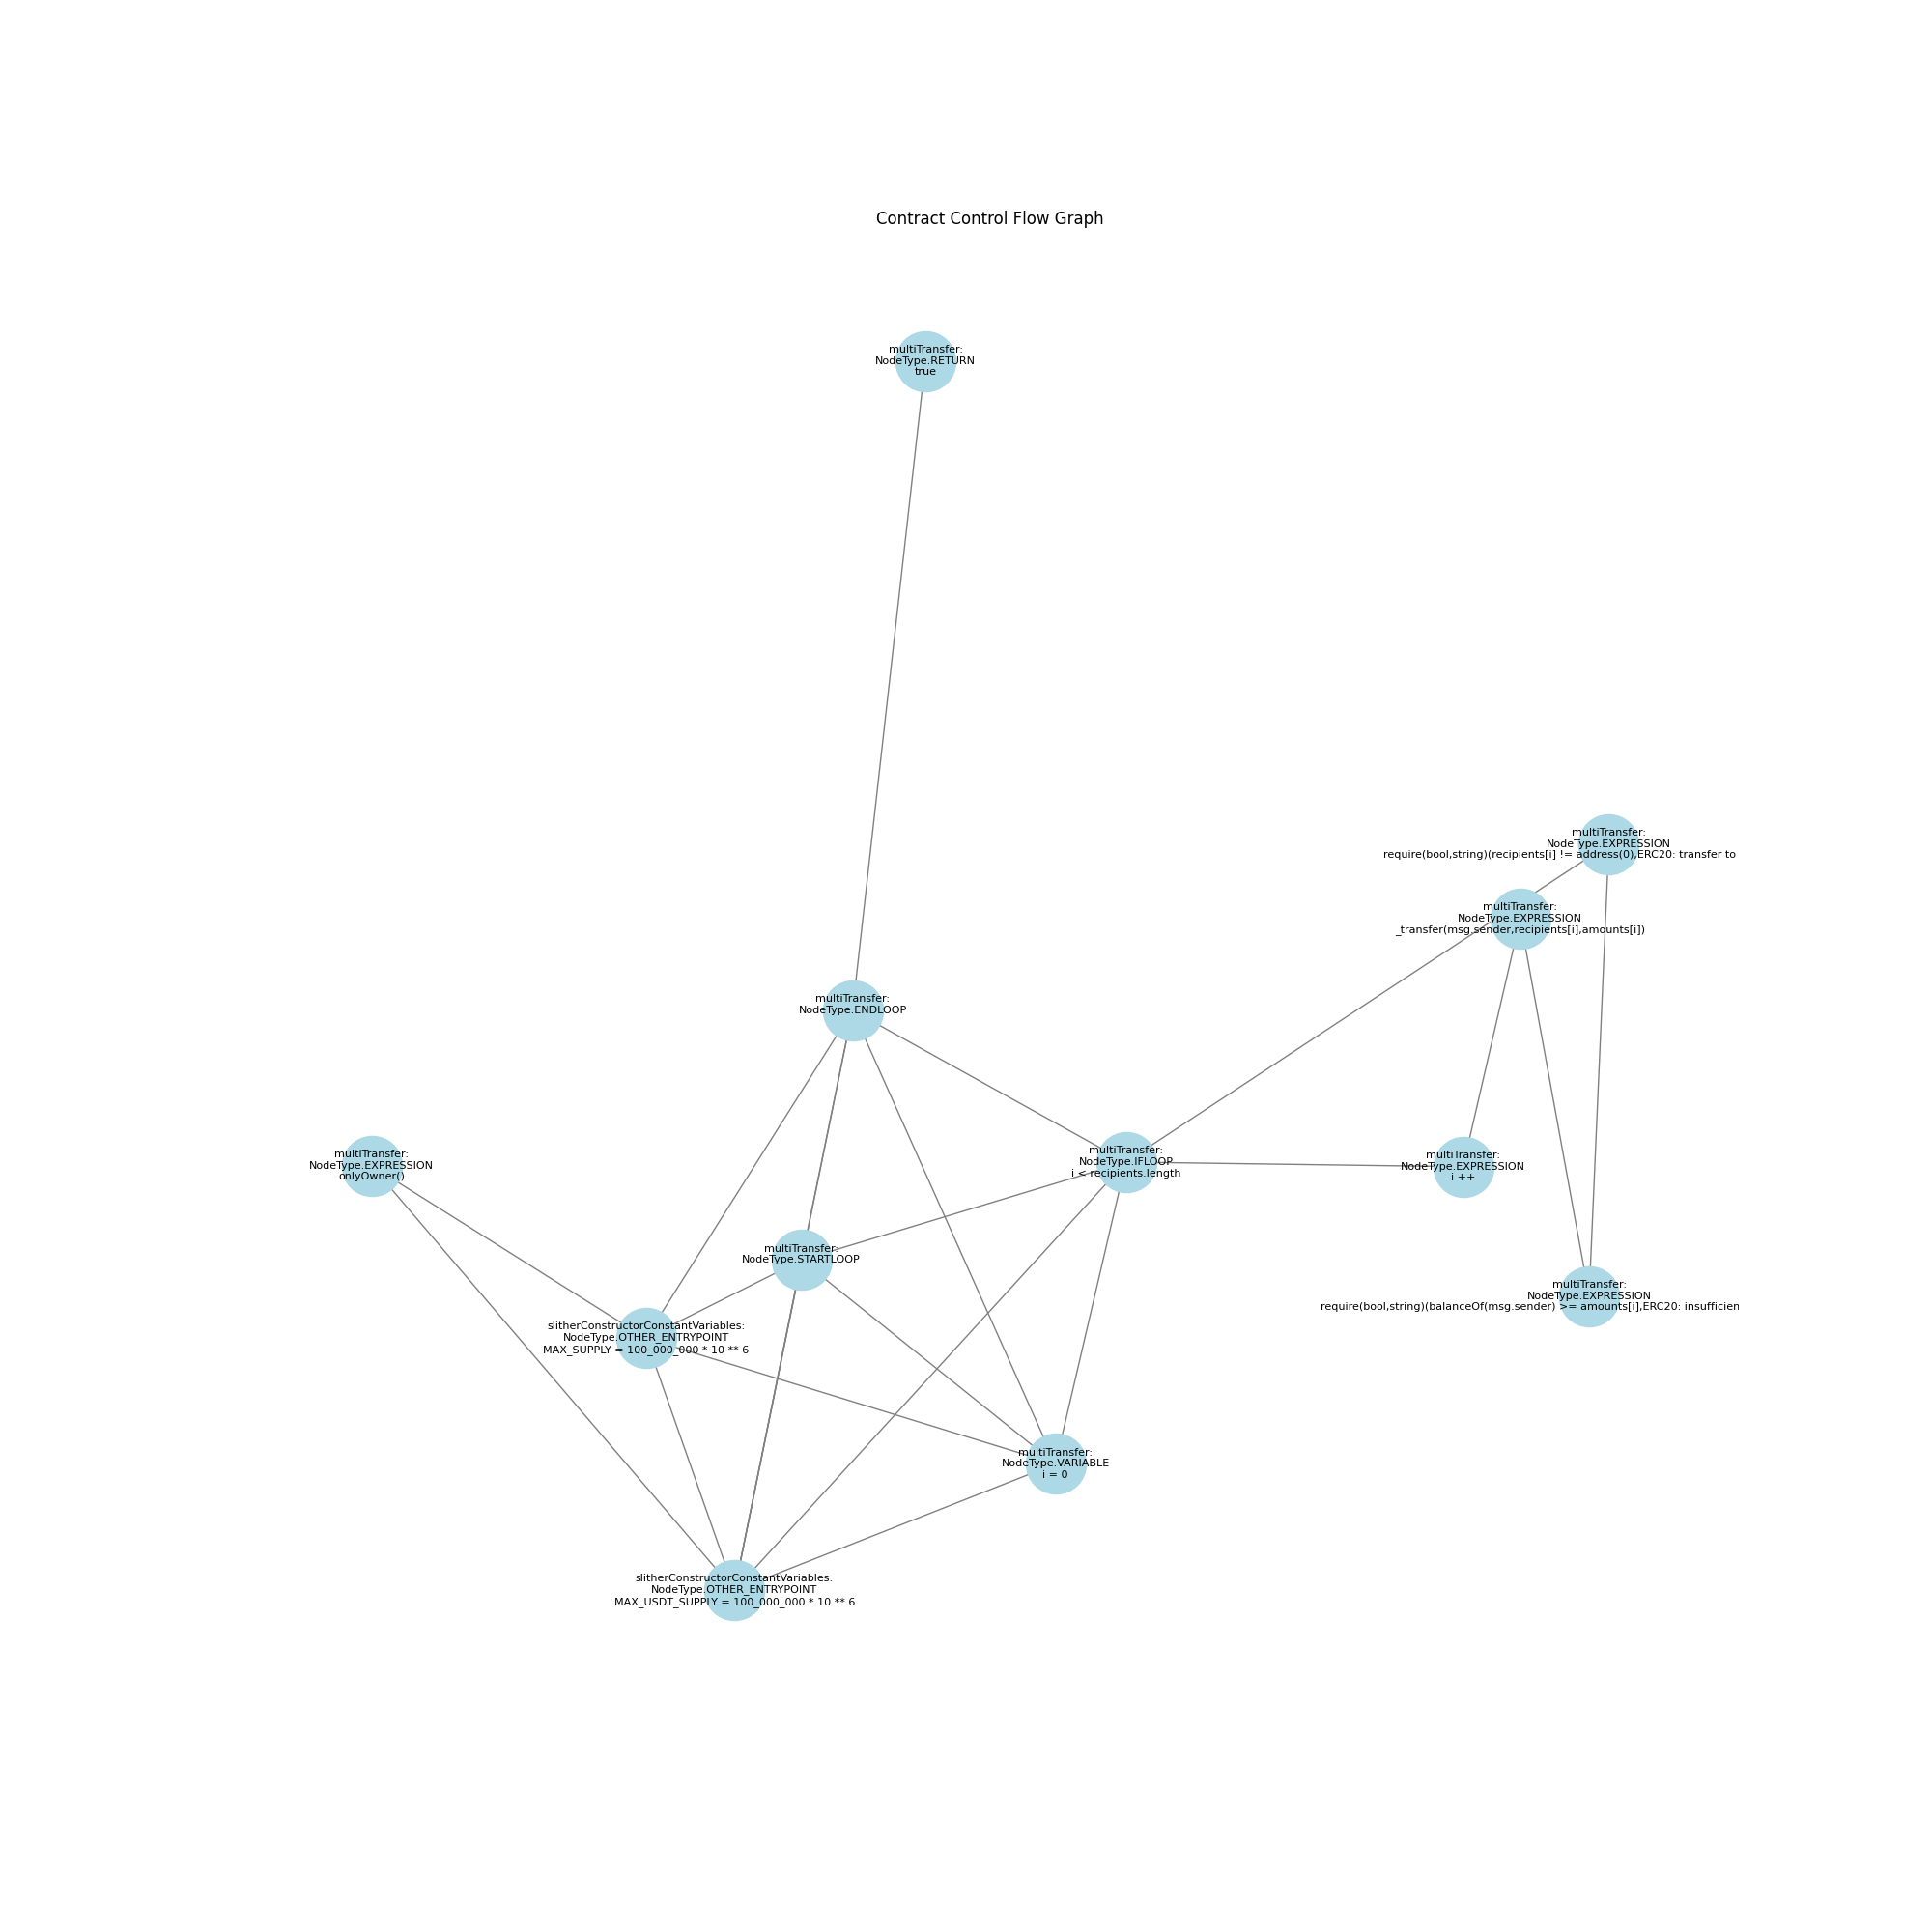 Contract Control Flow Graph
multiTransfer:
NodeType.RETURN
true
multiTransfer:
NodeType.EXPRESSION
require(bool,string)(recipients[i] != address(0),ERC20: transfer to
multiTransfer:
NodeType.EXPRESSION
_transfer(msg.sender,recipients[i],amounts[i])
multiTransfer:
NodeType.ENDLOOP
multiTransfer:
NodeType.EXPRESSION
onlyOwner()
multiTransfer:
NodeType.IFLOOP
i < recipients.length
multiTransfer:
NodeType.EXPRESSION
i ++
multiTransfer:
NodeType.STARTLOOP
multiTransfer:
NodeType.EXPRESSION
require(bool,string)(balanceOf(msg.sender) >= amounts[i],ERC20: insufficien
slitherConstructorConstantVariables:
NodeType.OTHER_ENTRYPOINT
MAX_SUPPLY = 100_000_000 * 10 ** 6
multiTransfer:
NodeType.VARIABLE
i = 0
slitherConstructorConstantVariables:
NodeType.OTHER_ENTRYPOINT
MAX_USDT_SUPPLY = 100_000_000 * 10 ** 6